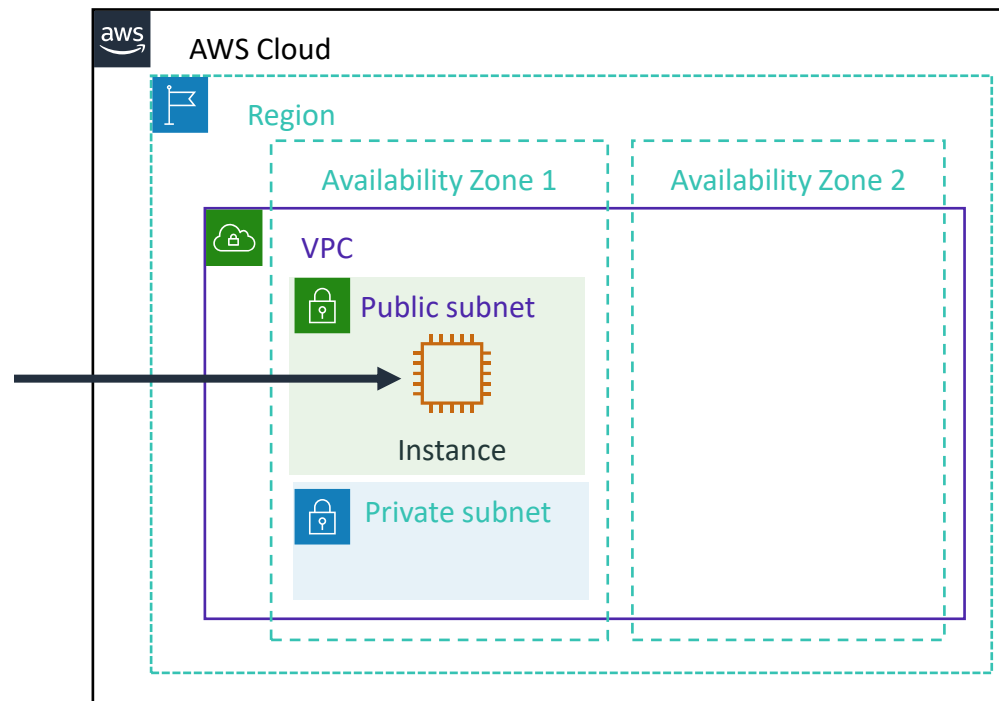 aws
AWS Cloud
Region
Availability Zone 1
Availability Zone 2
VPC
Public subnet
Instance
Private subnet